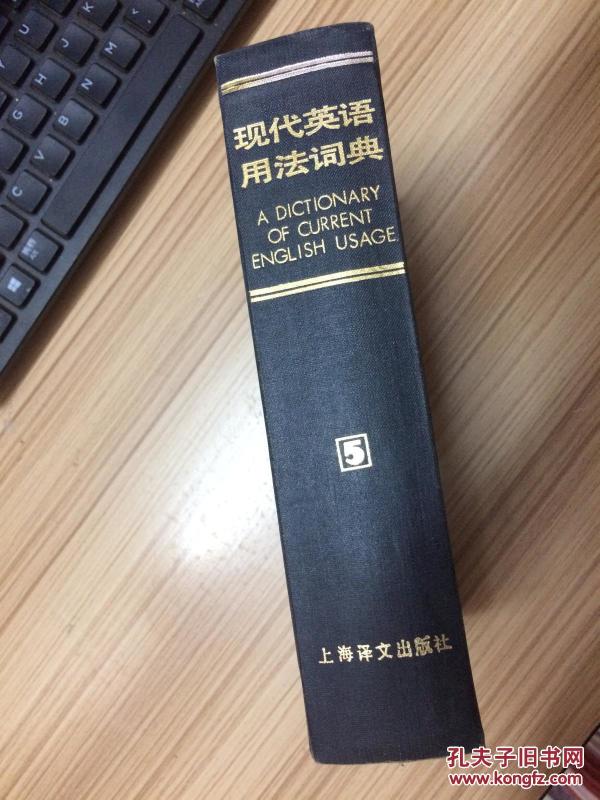 现代英语
用法词典
A DICTIONARY
OF CURRENT
ENGLISH USAGE
5
上海译文出版社
孔夫子旧书网
www.kongfz.com